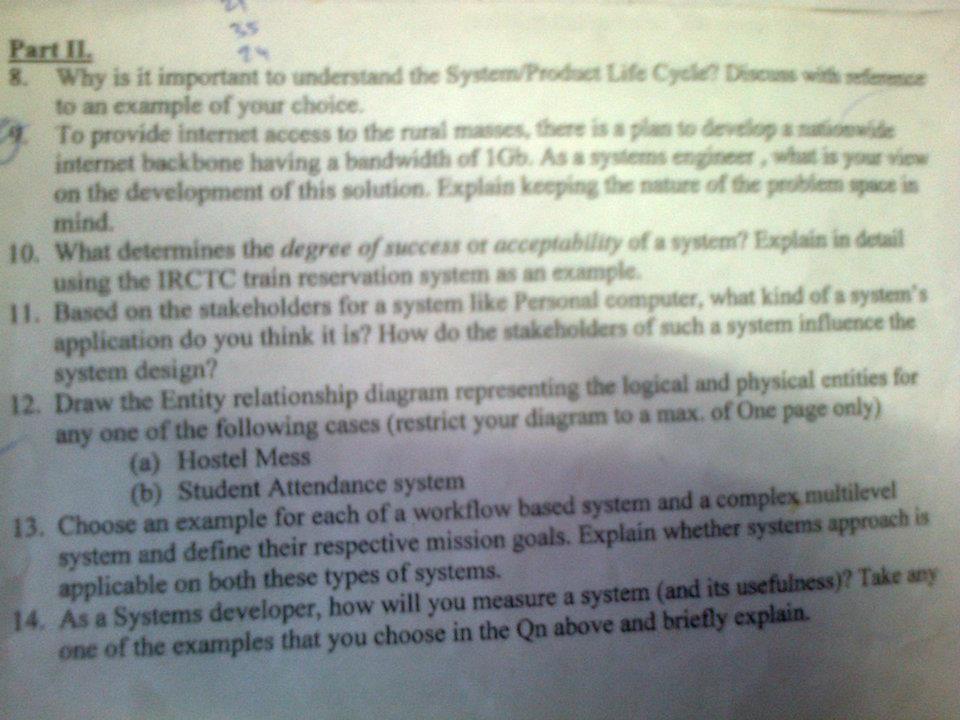 21
35
24
Part II.
8. Why is it important to understand the System/Product Life Cycle? Discuss with reference
to an example of your choice.
9. To provide internet access to the rural masses, there is a plan to develop a nationwide
internet backbone having a bandwidth of 1Gb. As a systems engineer , what is your view
on the development of this solution. Explain keeping the nature of the problem space in
mind.
10. What determines the degree of success or acceptability of a system? Explain in detail
using the IRCTC train reservation system as an example.
11. Based on the stakeholders for a system like Personal computer, what kind of a system's
application do you think it is? How do the stakeholders of such a system influence the
system design?
12. Draw the Entity relationship diagram representing the logical and physical entities for
any one of the following cases (restrict your diagram to a max. of One page only)
(a) Hostel Mess
(b) Student Attendance system
13. Choose an example for each of a workflow based system and a complex multilevel
system and define their respective mission goals. Explain whether systems approach is
applicable on both these types of systems.
14. As a Systems developer, how will you measure a system (and its usefulness)? Take any
one of the examples that you choose in the Qn above and briefly explain.